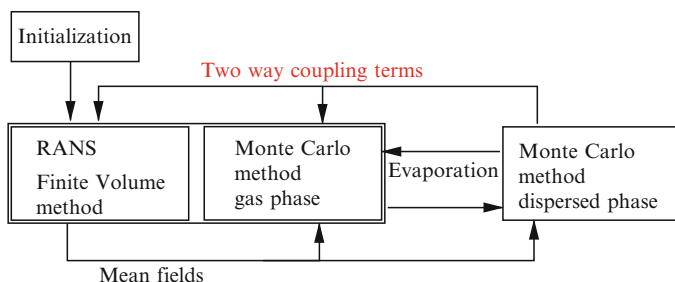 Initialization
Two way coupling terms
RANS
Finite Volume
method
Monte Carlo
method
gas phase
Evaporation
Monte Carlo
method
dispersed phase
Mean fields